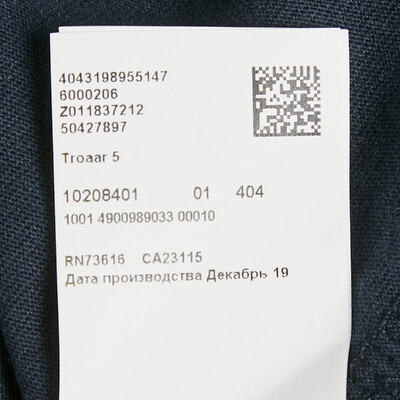 4043198955147
6000206
Z011837212
50427897
Troaar 5
10208401 01 404
1001 4900989033 00010
RN73616 CA23115
Дата производства Декабрь 19